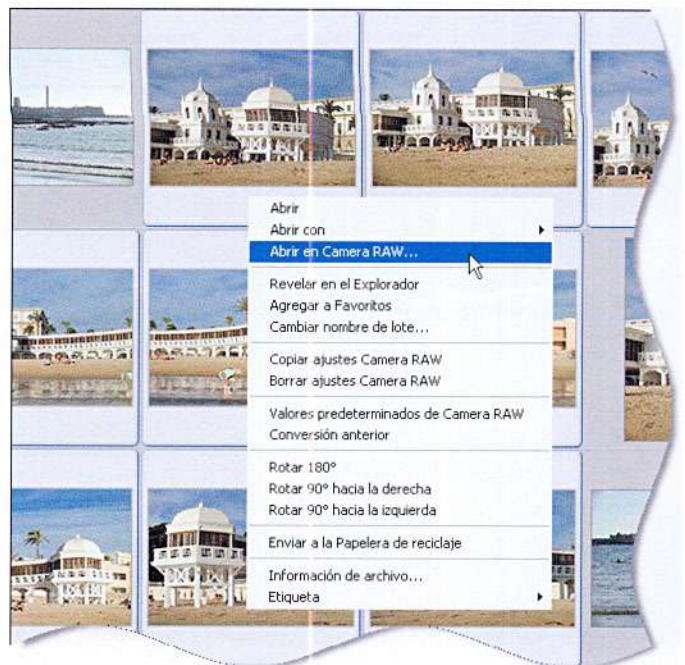 Abrir
Abrir con
Abrir en Camera RAW...
Revelar en el Explorador
Agregar a Favoritos
Cambiar nombre de lote...
Copiar ajustes Camera RAW
Borrar ajustes Camera RAW
Valores predeterminados de Camera RAW
Conversión anterior
Rotar 180°
Rotar 90° hacia la derecha
Rotar 90° hacia la izquierda
Enviar a la Papelera de reciclaje
Información de archivo...
Etiqueta